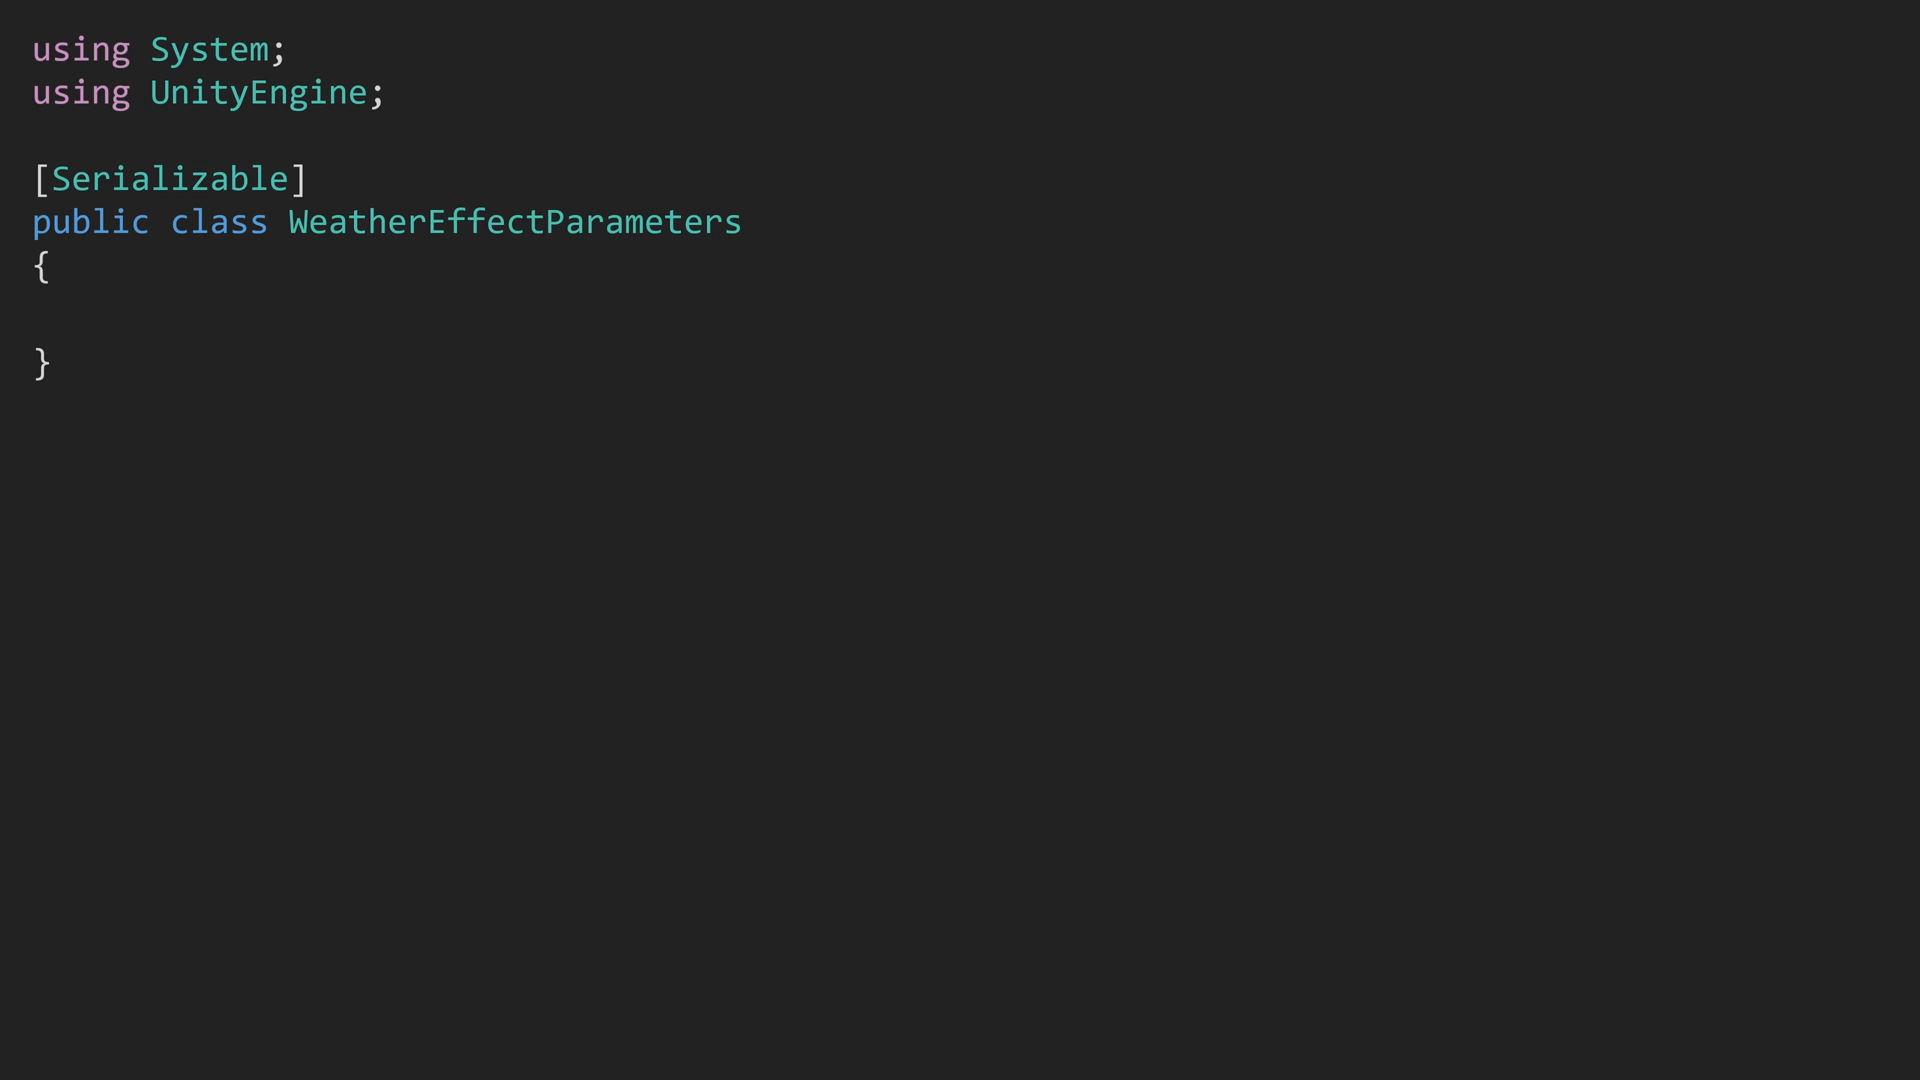 using System;
using UnityEngine;
[Serializable]
public class WeatherEffectParameters
{
}